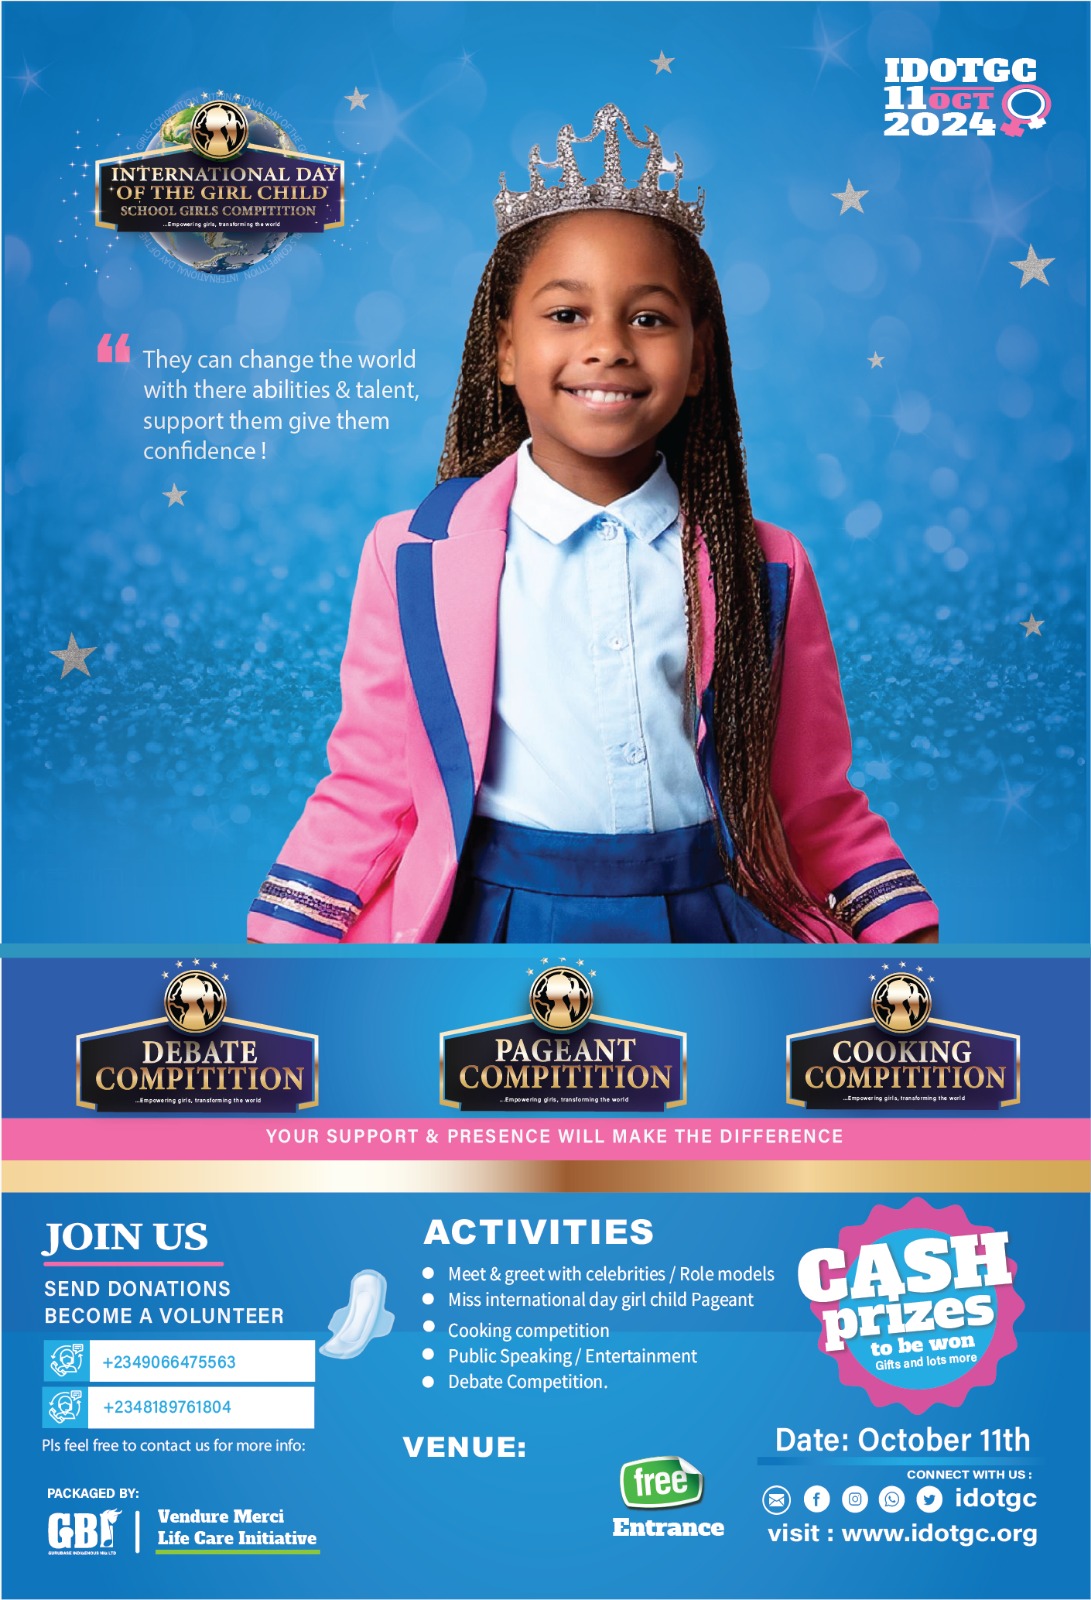 IDOTGC
11OCT
2024
INTERNATIONAL DAY
OF THE GIRL CHILD
SCHOOL GIRLS COMPITITION
...Empowering girls, transforming the world
“ They can change the world
with there abilities & talent,
support them give them
confidence !
DEBATE
COMPITITION
...Empowering girls, transforming the world
PAGEANT
COMPITITION
...Empowering girls, transforming the world
COOKING
COMPITITION
...Empowering girls, transforming the world
YOUR SUPPORT & PRESENCE WILL MAKE THE DIFFERENCE
JOIN US
SEND DONATIONS
BECOME A VOLUNTEER
+2349066475563
+2348189761804
Pls feel free to contact us for more info:
PACKAGED BY:
GBI
Vendure Merci
Life Care Initiative
ACTIVITIES
Meet & greet with celebrities / Role models
Miss international day girl child Pageant
Cooking competition
Public Speaking / Entertainment
Debate Competition.
VENUE:
free
Entrance
CASH
prizes
to be won
Gifts and lots more
Date: October 11th
CONNECT WITH US :
idotgc
visit : www.idotgc.org